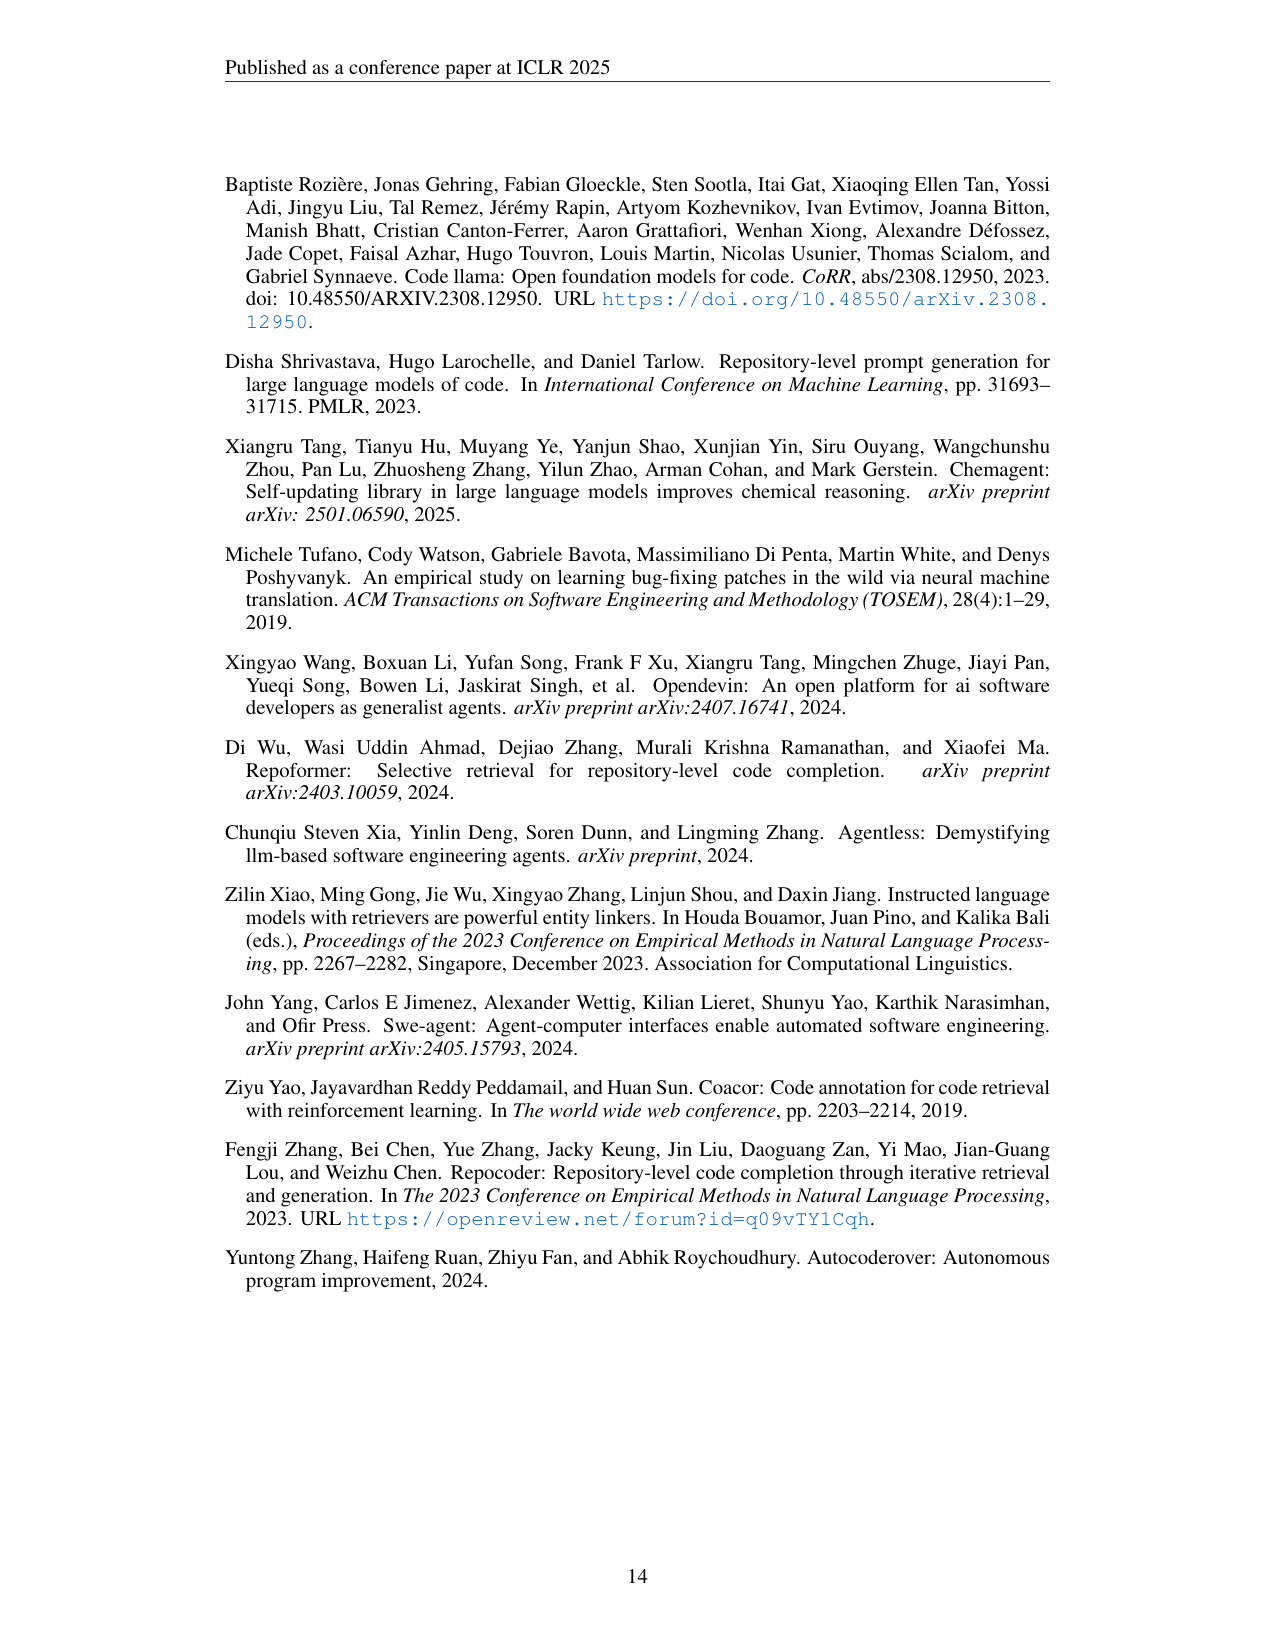 Published as a conference paper at ICLR 2025
Baptiste Rozière, Jonas Gehring, Fabian Gloeckle, Sten Sootla, Itai Gat, Xiaoqing Ellen Tan, Yossi
Adi, Jingyu Liu, Tal Remez, Jérémy Rapin, Artyom Kozhevnikov, Ivan Evtimov, Joanna Bitton,
Manish Bhatt, Cristian Canton-Ferrer, Aaron Grattafiori, Wenhan Xiong, Alexandre Défossez,
Jade Copet, Faisal Azhar, Hugo Touvron, Louis Martin, Nicolas Usunier, Thomas Scialom, and
Gabriel Synnaeve. Code llama: Open foundation models for code. CoRR, abs/2308.12950, 2023.
doi: 10.48550/ARXIV.2308.12950. URL https://doi.org/10.48550/arXiv.2308.
12950.
Disha Shrivastava, Hugo Larochelle, and Daniel Tarlow. Repository-level prompt generation for
large language models of code. In International Conference on Machine Learning, pp. 31693–
31715. PMLR, 2023.
Xiangru Tang, Tianyu Hu, Muyang Ye, Yanjun Shao, Xunjian Yin, Siru Ouyang, Wangchunshu
Zhou, Pan Lu, Zhuosheng Zhang, Yilun Zhao, Arman Cohan, and Mark Gerstein. Chemagent:
Self-updating library in large language models improves chemical reasoning. arXiv preprint
arXiv: 2501.06590, 2025.
Michele Tufano, Cody Watson, Gabriele Bavota, Massimiliano Di Penta, Martin White, and Denys
Poshyvanyk. An empirical study on learning bug-fixing patches in the wild via neural machine
translation. ACM Transactions on Software Engineering and Methodology (TOSEM), 28(4):1–29,
2019.
Xingyao Wang, Boxuan Li, Yufan Song, Frank F Xu, Xiangru Tang, Mingchen Zhuge, Jiayi Pan,
Yueqi Song, Bowen Li, Jaskirat Singh, et al. Opendevin: An open platform for ai software
developers as generalist agents. arXiv preprint arXiv:2407.16741, 2024.
Di Wu, Wasi Uddin Ahmad, Dejiao Zhang, Murali Krishna Ramanathan, and Xiaofei Ma.
Repoformer: Selective retrieval for repository-level code completion. arXiv preprint
arXiv:2403.10059, 2024.
Chunqiu Steven Xia, Yinlin Deng, Soren Dunn, and Lingming Zhang. Agentless: Demystifying
llm-based software engineering agents. arXiv preprint, 2024.
Zilin Xiao, Ming Gong, Jie Wu, Xingyao Zhang, Linjun Shou, and Daxin Jiang. Instructed language
models with retrievers are powerful entity linkers. In Houda Bouamor, Juan Pino, and Kalika Bali
(eds.), Proceedings of the 2023 Conference on Empirical Methods in Natural Language Process-
ing, pp. 2267–2282, Singapore, December 2023. Association for Computational Linguistics.
John Yang, Carlos E Jimenez, Alexander Wettig, Kilian Lieret, Shunyu Yao, Karthik Narasimhan,
and Ofir Press. Swe-agent: Agent-computer interfaces enable automated software engineering.
arXiv preprint arXiv:2405.15793, 2024.
Ziyu Yao, Jayavardhan Reddy Peddamail, and Huan Sun. Coacor: Code annotation for code retrieval
with reinforcement learning. In The world wide web conference, pp. 2203–2214, 2019.
Fengji Zhang, Bei Chen, Yue Zhang, Jacky Keung, Jin Liu, Daoguang Zan, Yi Mao, Jian-Guang
Lou, and Weizhu Chen. Repocoder: Repository-level code completion through iterative retrieval
and generation. In The 2023 Conference on Empirical Methods in Natural Language Processing,
2023. URL https://openreview.net/forum?id=q09vTY1Cqh.
Yuntong Zhang, Haifeng Ruan, Zhiyu Fan, and Abhik Roychoudhury. Autocoderover: Autonomous
program improvement, 2024.
14